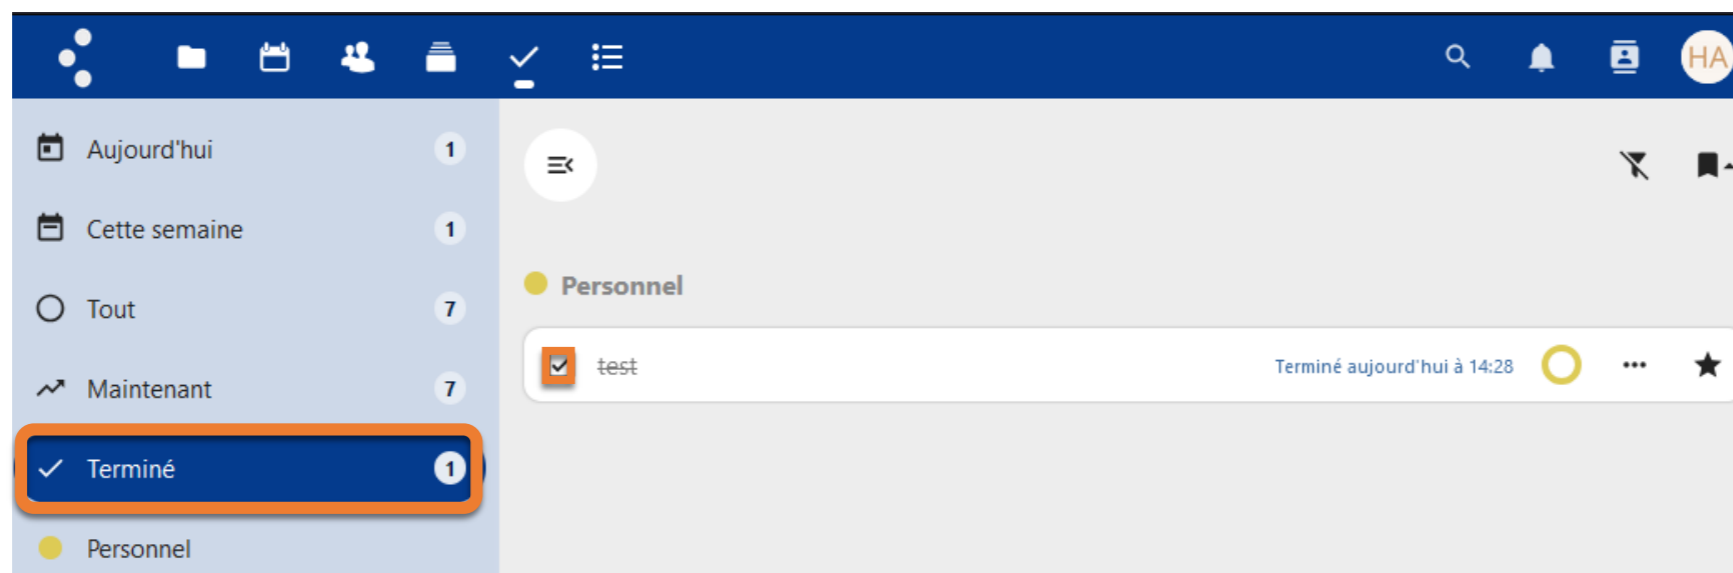 HA
Aujourd'hui 1
Cette semaine 1
Tout 7
Maintenant 7
Terminé 1
Personnel
Personnel
test Terminé aujourd'hui à 14:28